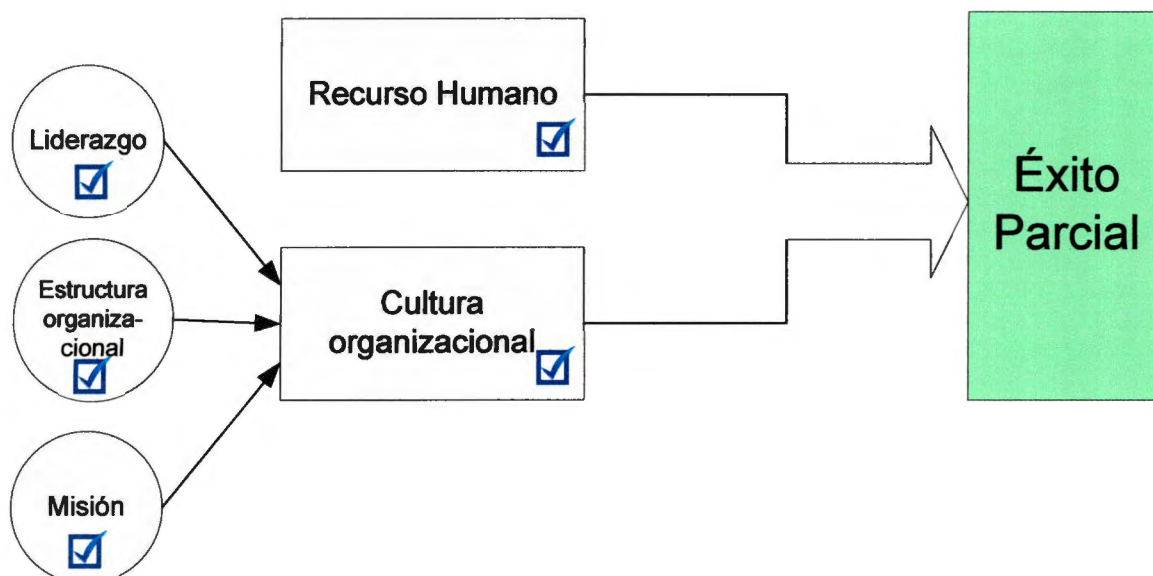 Recurso Humano
Liderazgo
Éxito
Parcial
Estructura
organiza-
cional
Cultura
organizacional
Misión